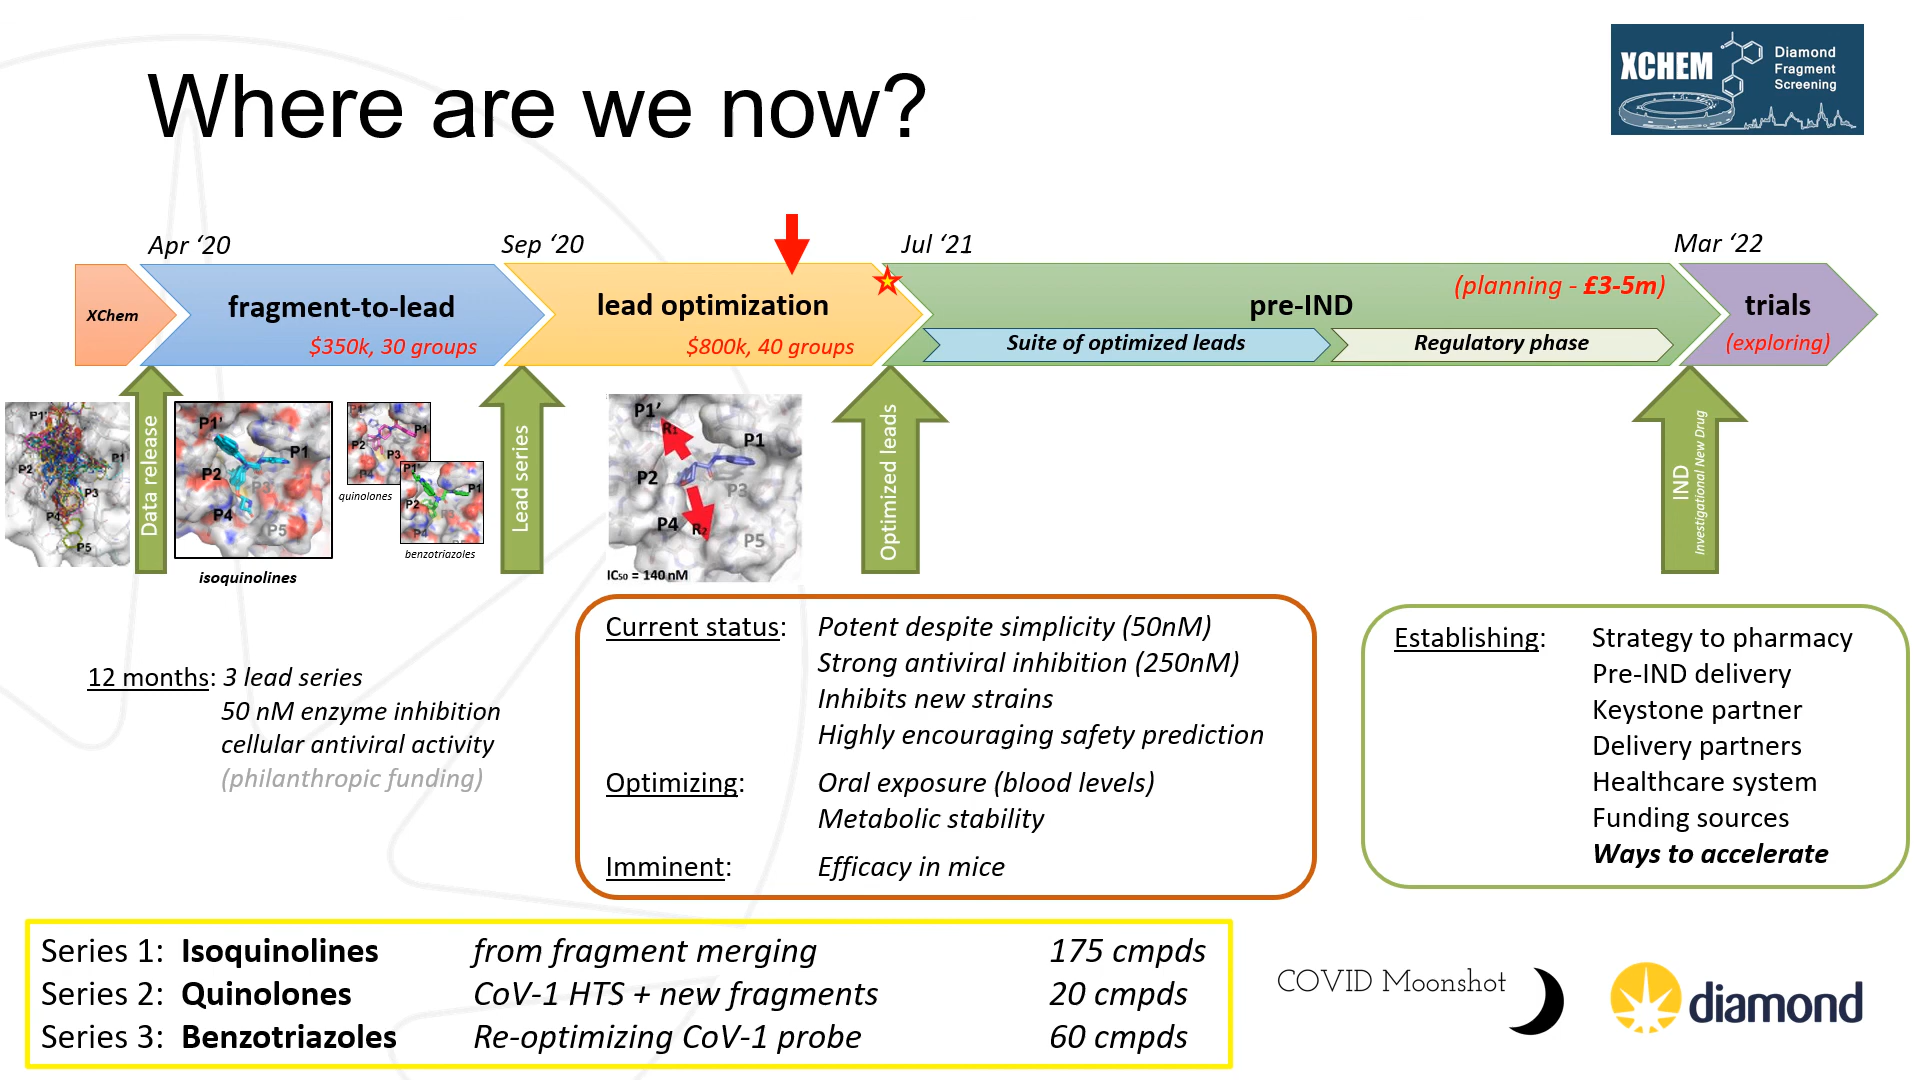 Where are we now?
XCHEM
Diamond
Fragment
Screening
Apr ‘20
Sep ‘20
Jul ‘21
Mar ‘22
XChem
fragment-to-lead
$350k, 30 groups
lead optimization
$800k, 40 groups
pre-IND
(planning - £3-5m)
Suite of optimized leads
Regulatory phase
trials
(exploring)
P1'
P2
P1
P3
P4
P5
Data release
P1'
P1
P2
P3
P4
P5
isoquinolines
P1'
P1
P2
P3
P4
quinolones
P1'
P1
P2
P4
benzotriazoles
Lead series
P1’
R₁
P1
P2
P3
P4
R₂
P5
IC₅₀ = 140 nM
Optimized leads
IND
Investigational New Drug
12 months: 3 lead series
50 nM enzyme inhibition
cellular antiviral activity
(philanthropic funding)
Current status: Potent despite simplicity (50nM)
Strong antiviral inhibition (250nM)
Inhibits new strains
Highly encouraging safety prediction
Optimizing: Oral exposure (blood levels)
Metabolic stability
Imminent: Efficacy in mice
Establishing: Strategy to pharmacy
Pre-IND delivery
Keystone partner
Delivery partners
Healthcare system
Funding sources
Ways to accelerate
Series 1: Isoquinolines from fragment merging 175 cmpds
Series 2: Quinolones CoV-1 HTS + new fragments 20 cmpds
Series 3: Benzotriazoles Re-optimizing CoV-1 probe 60 cmpds
COVID Moonshot
diamond